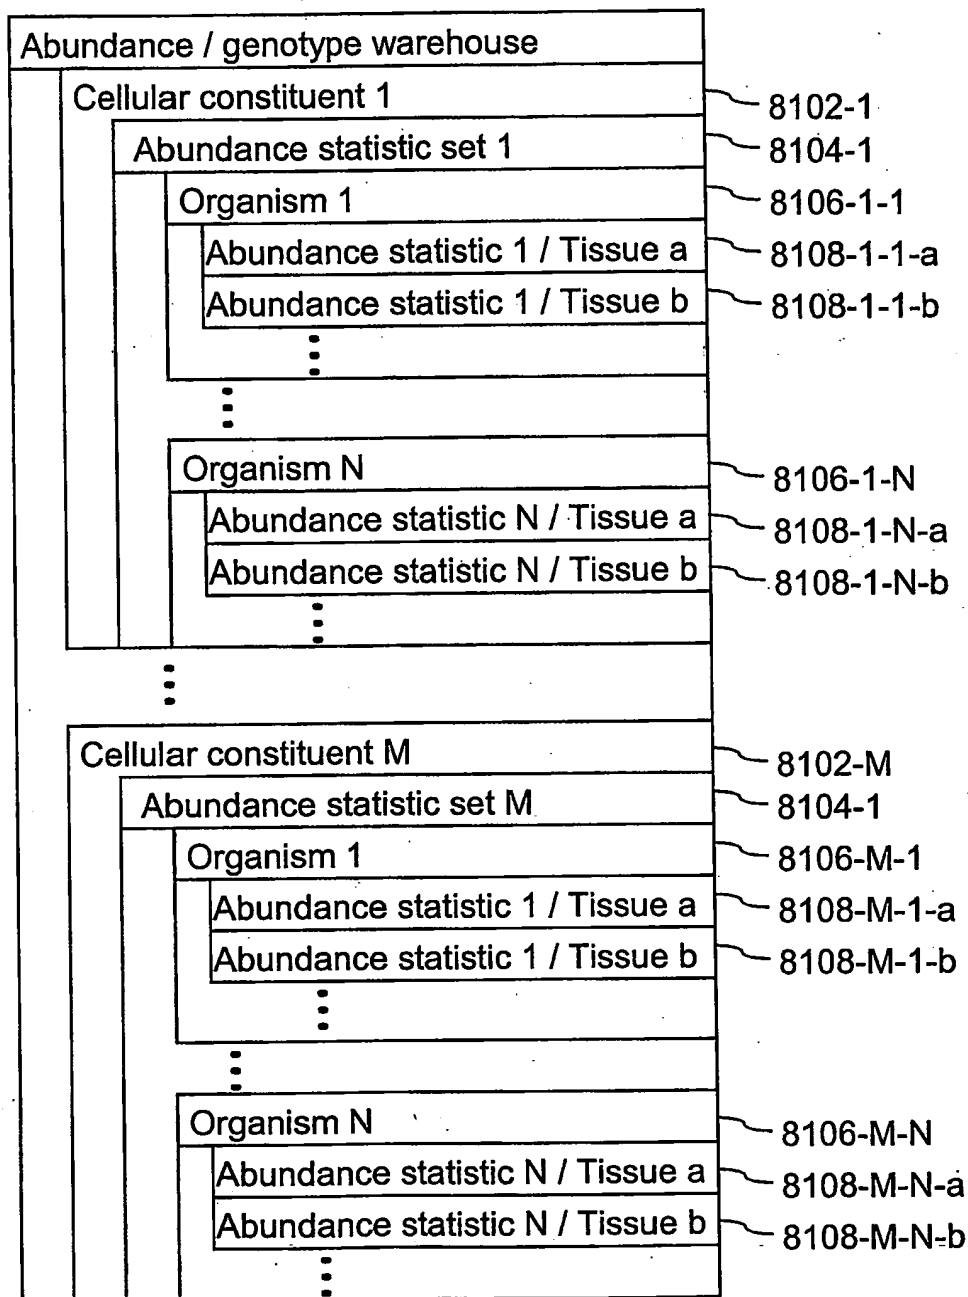 Abundance / genotype warehouse
Cellular constituent 1 8102-1
Abundance statistic set 1 8104-1
Organism 1 8106-1-1
Abundance statistic 1 / Tissue a 8108-1-1-a
Abundance statistic 1 / Tissue b 8108-1-1-b
Organism N 8106-1-N
Abundance statistic N / Tissue a 8108-1-N-a
Abundance statistic N / Tissue b 8108-1-N-b
Cellular constituent M 8102-M
Abundance statistic set M 8104-1
Organism 1 8106-M-1
Abundance statistic 1 / Tissue a 8108-M-1-a
Abundance statistic 1 / Tissue b 8108-M-1-b
Organism N 8106-M-N
Abundance statistic N / Tissue a 8108-M-N-a
Abundance statistic N / Tissue b 8108-M-N-b